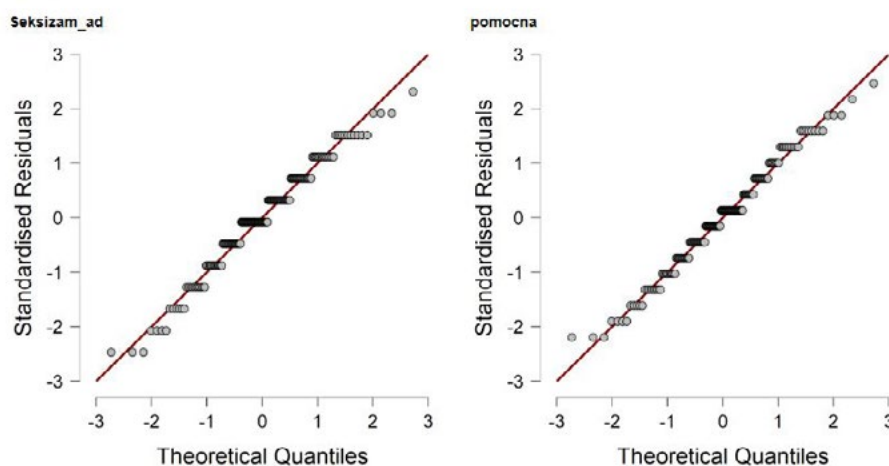 Seksizam_ad
3
2
1
0
-1
-2
-3
Standardised Residuals
-3 -2 -1 0 1 2 3
Theoretical Quantiles
pomocna
3
2
1
0
-1
-2
-3
Standardised Residuals
-3 -2 -1 0 1 2 3
Theoretical Quantiles